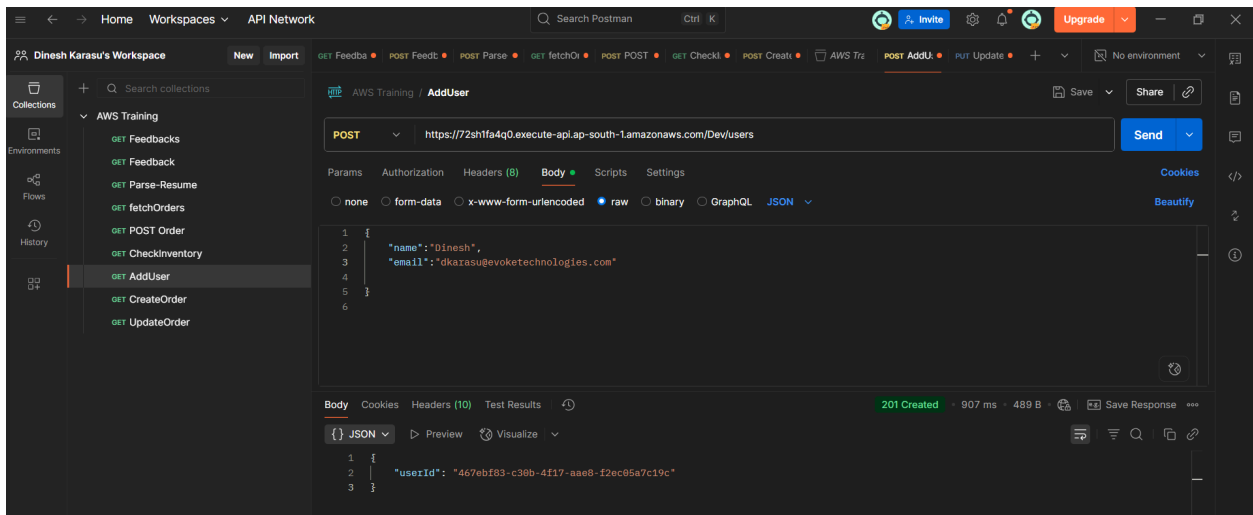 Home Workspaces API Network Search Postman Ctrl K Invite Upgrade
Dinesh Karasu's Workspace New Import GET Feedba POST Feedb POST Parse GET fetchOr POST POST GET CheckI. POST Create AWS Tra POST AddU: PUT Update No environment
Collections
Environments
Flows
History
Search collections
AWS Training
GET Feedbacks
GET Feedback
GET Parse-Resume
GET fetchOrders
GET POST Order
GET CheckInventory
GET AddUser
GET CreateOrder
GET UpdateOrder
HTTP AWS Training / AddUser Save Share
POST https://72sh1fa4q0.execute-api.ap-south-1.amazonaws.com/Dev/users Send
Params Authorization Headers (8) Body Scripts Settings Cookies
none form-data x-www-form-urlencoded raw binary GraphQL JSON Beautify
1 {
2 "name":"Dinesh",
3 "email":"dkarasu@evoketechnologies.com"
4
5 }
6
Body Cookies Headers (10) Test Results 201 Created 907 ms 489 B Save Response
{} JSON Preview Visualize
1 {
2 "userId": "467ebf83-c30b-4f17-aae8-f2ec05a7c19c"
3 }